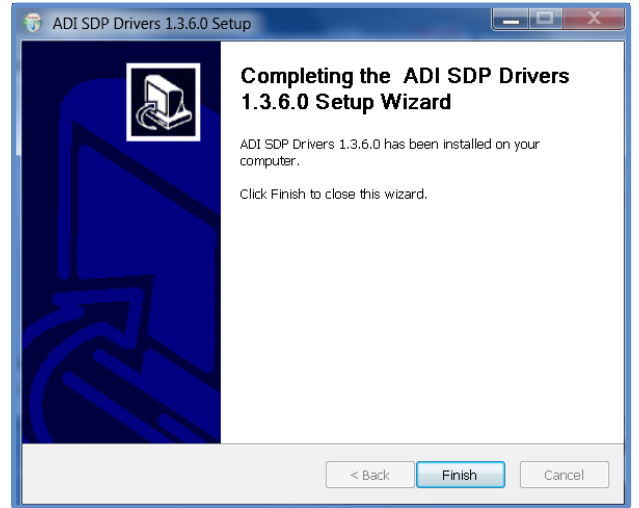 ADI SDP Drivers 1.3.6.0 Setup
Completing the ADI SDP Drivers
1.3.6.0 Setup Wizard
ADI SDP Drivers 1.3.6.0 has been installed on your
computer.
Click Finish to close this wizard.
< Back Finish Cancel